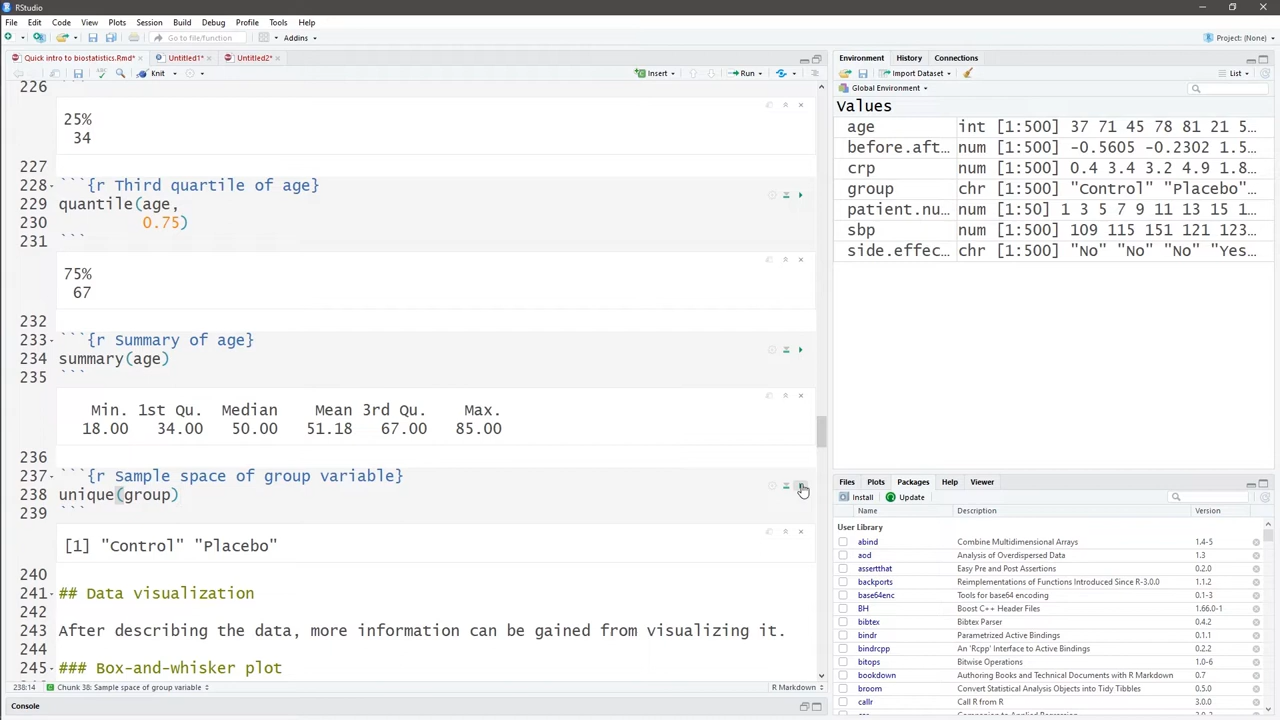 RStudio
File Edit Code View Plots Session Build Debug Profile Tools Help
Go to file/function Addins Project: (None)
Quick intro to biostatistics.Rmd* Untitled1* Untitled2*
Knit Insert Run
226
25%
34
227
228 ```{r Third quartile of age}
229 quantile(age,
230 0.75)
231 ```
75%
67
232
233 ```{r Summary of age}
234 summary(age)
235 ```
Min. 1st Qu. Median Mean 3rd Qu. Max.
18.00 34.00 50.00 51.18 67.00 85.00
236
237 ```{r Sample space of group variable}
238 unique(group)
239 ```
[1] "Control" "Placebo"
240
241 ## Data visualization
242
243 After describing the data, more information can be gained from visualizing it.
244
245 ### Box-and-whisker plot
238:14 Chunk 38: Sample space of group variable R Markdown
Console
Environment History Connections
Import Dataset List
Global Environment
Values
age int [1:500] 37 71 45 78 81 21 5...
before.aft... num [1:500] -0.5605 -0.2302 1.5...
crp num [1:500] 0.4 3.4 3.2 4.9 1.8...
group chr [1:500] "Control" "Placebo"...
patient.nu... num [1:50] 1 3 5 7 9 11 13 15 1...
sbp num [1:500] 109 115 151 121 123...
side.effec... chr [1:500] "No" "No" "No" "Yes...
Files Plots Packages Help Viewer
Install Update
Name Description Version
User Library
abind Combine Multidimensional Arrays 1.4-5
aod Analysis of Overdispersed Data 1.3
assertthat Easy Pre and Post Assertions 0.2.0
backports Reimplementations of Functions Introduced Since R-3.0.0 1.1.2
base64enc Tools for base64 encoding 0.1-3
BH Boost C++ Header Files 1.66.0-1
bibtex Bibtex Parser 0.4.2
bindr Parametrized Active Bindings 0.1.1
bindrcpp An 'Rcpp' Interface to Active Bindings 0.2.2
bitops Bitwise Operations 1.0-6
bookdown Authoring Books and Technical Documents with R Markdown 0.7
broom Convert Statistical Analysis Objects into Tidy Tibbles 0.5.0
callr Call R from R 3.0.0